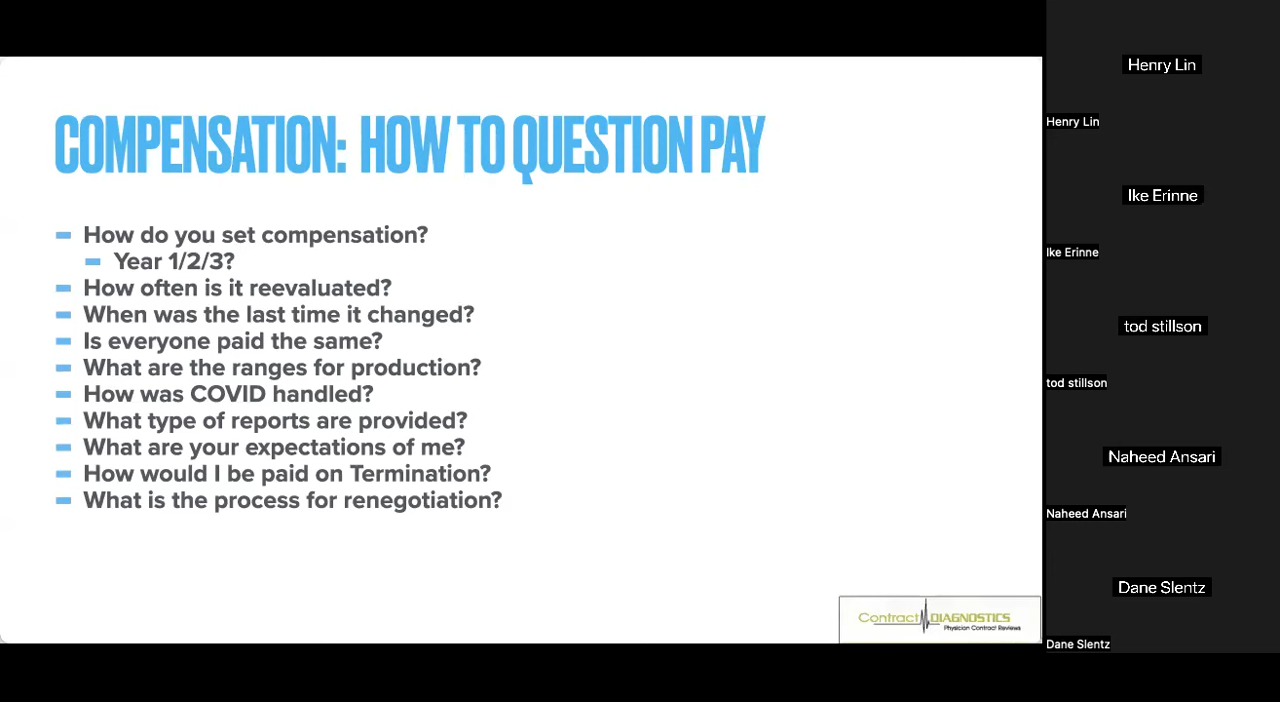 COMPENSATION: HOW TO QUESTION PAY
How do you set compensation?
Year 1/2/3?
How often is it reevaluated?
When was the last time it changed?
Is everyone paid the same?
What are the ranges for production?
How was COVID handled?
What type of reports are provided?
What are your expectations of me?
How would I be paid on Termination?
What is the process for renegotiation?
Contract DIAGNOSTICS
Physician Contract Reviews
Henry Lin
Henry Lin
Ike Erinne
Ike Erinne
tod stillson
tod stillson
Naheed Ansari
Naheed Ansari
Dane Slentz
Dane Slentz